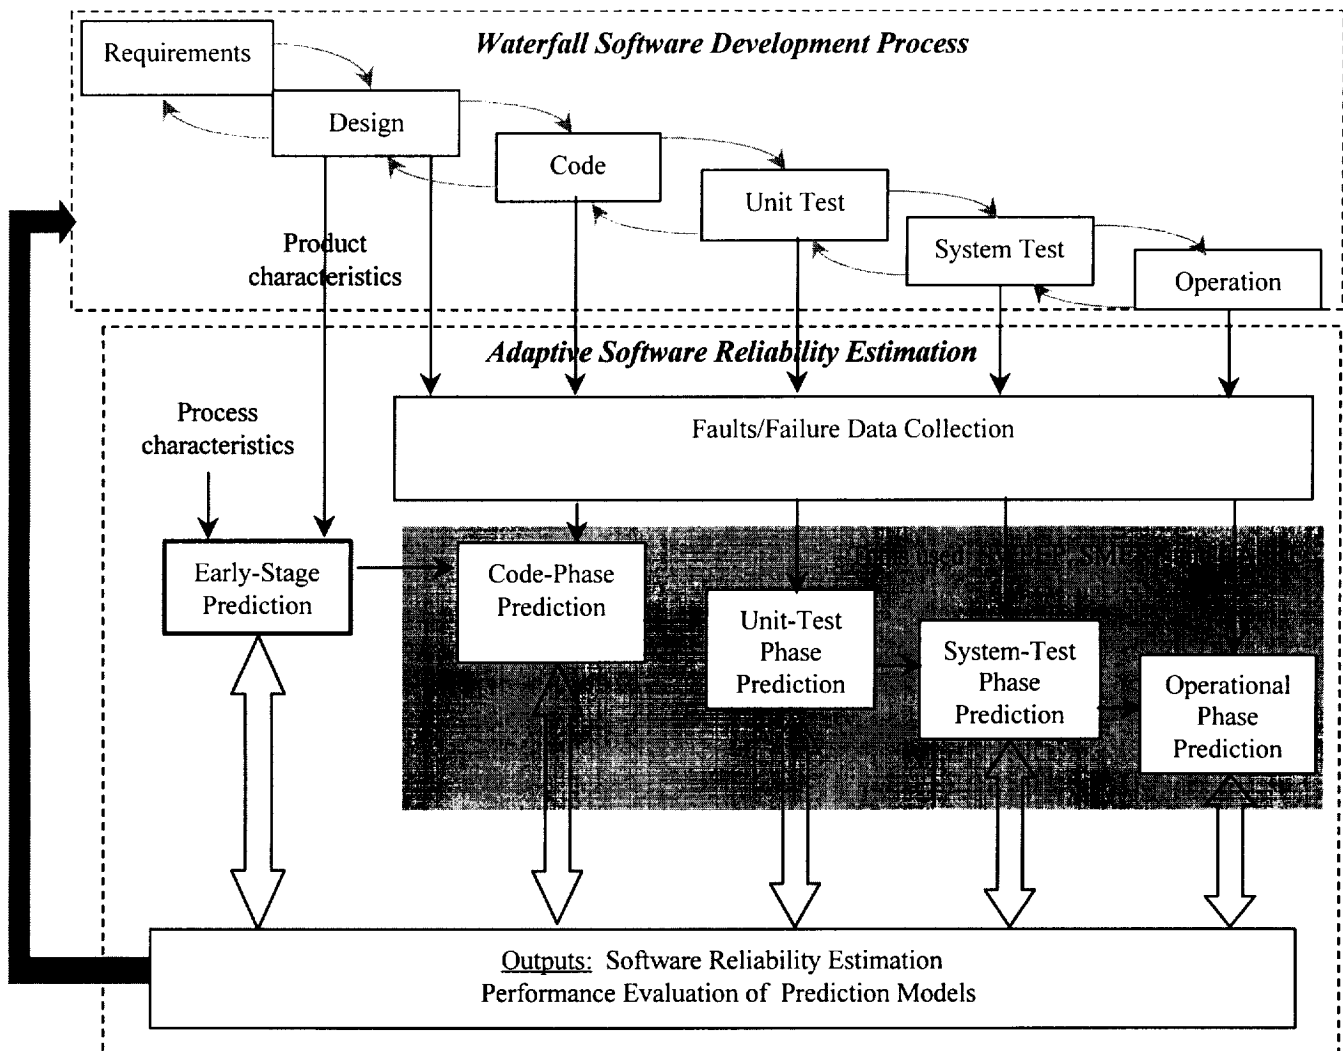 Waterfall Software Development Process
Requirements
Design
Code
Unit Test
System Test
Operation
Product
characteristics
Adaptive Software Reliability Estimation
Process
characteristics
Faults/Failure Data Collection
used
Early-Stage
Prediction
Code-Phase
Prediction
Unit-Test
Phase
Prediction
System-Test
Phase
Prediction
Operational
Phase
Prediction
Outputs: Software Reliability Estimation
Performance Evaluation of Prediction Models